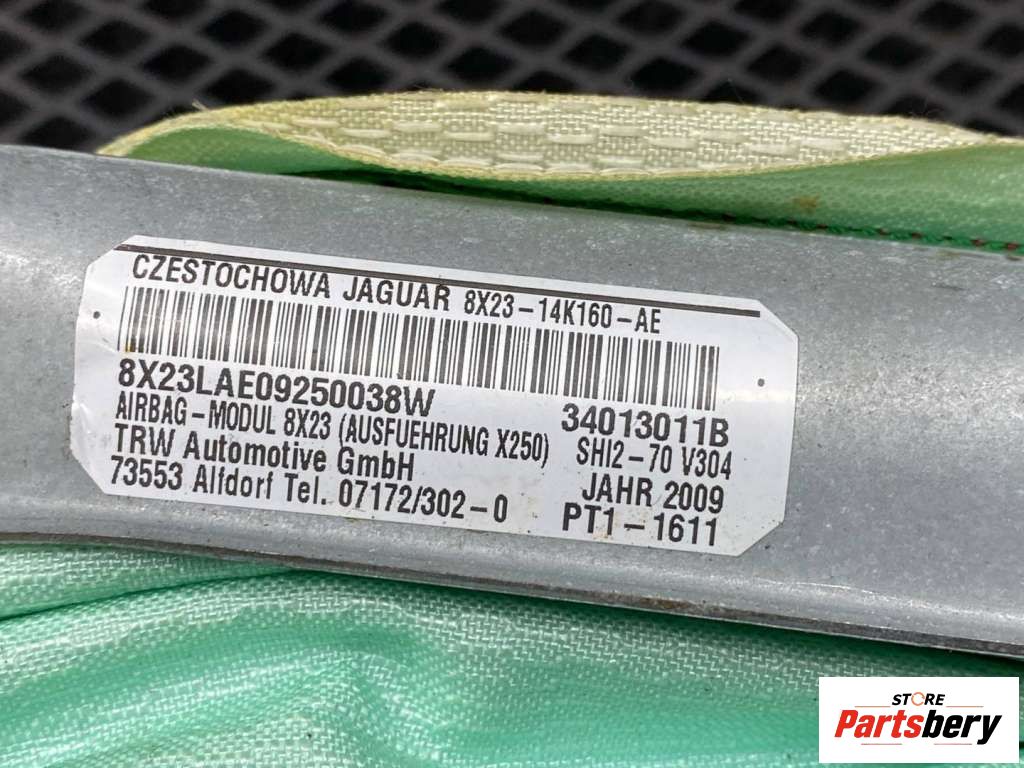 CZESTOCHOWA JAGUAR 8X23-14K160-AE
8X23LAE09250038W 34013011B
AIRBAG-MODUL 8X23 (AUSFUEHRUNG X250) SHI2-70 V304
TRW Automotive GmbH JAHR 2009
73553 Alfdorf Tel. 07172/302-0 PT1-1611
STORE
Partsbery